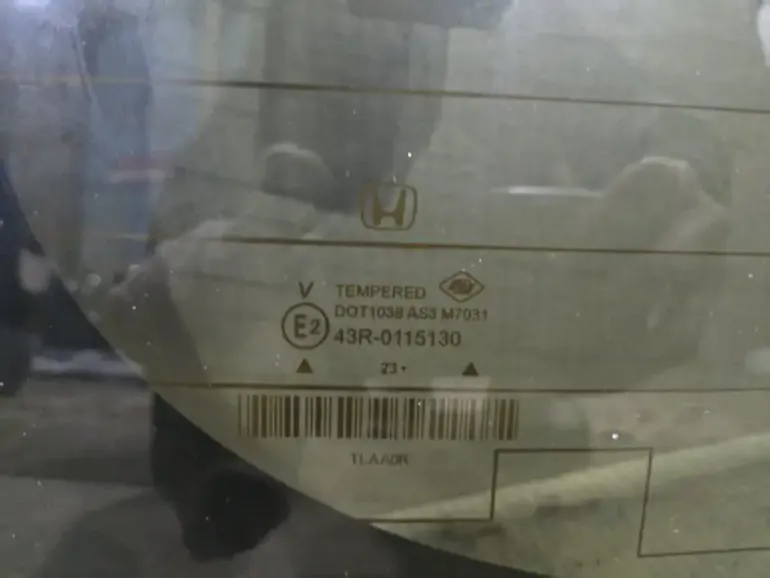 V TEMPERED
DOT1038 AS3 M7031
E2 43R-0115130
▲ 23• ▲
1LAA0R